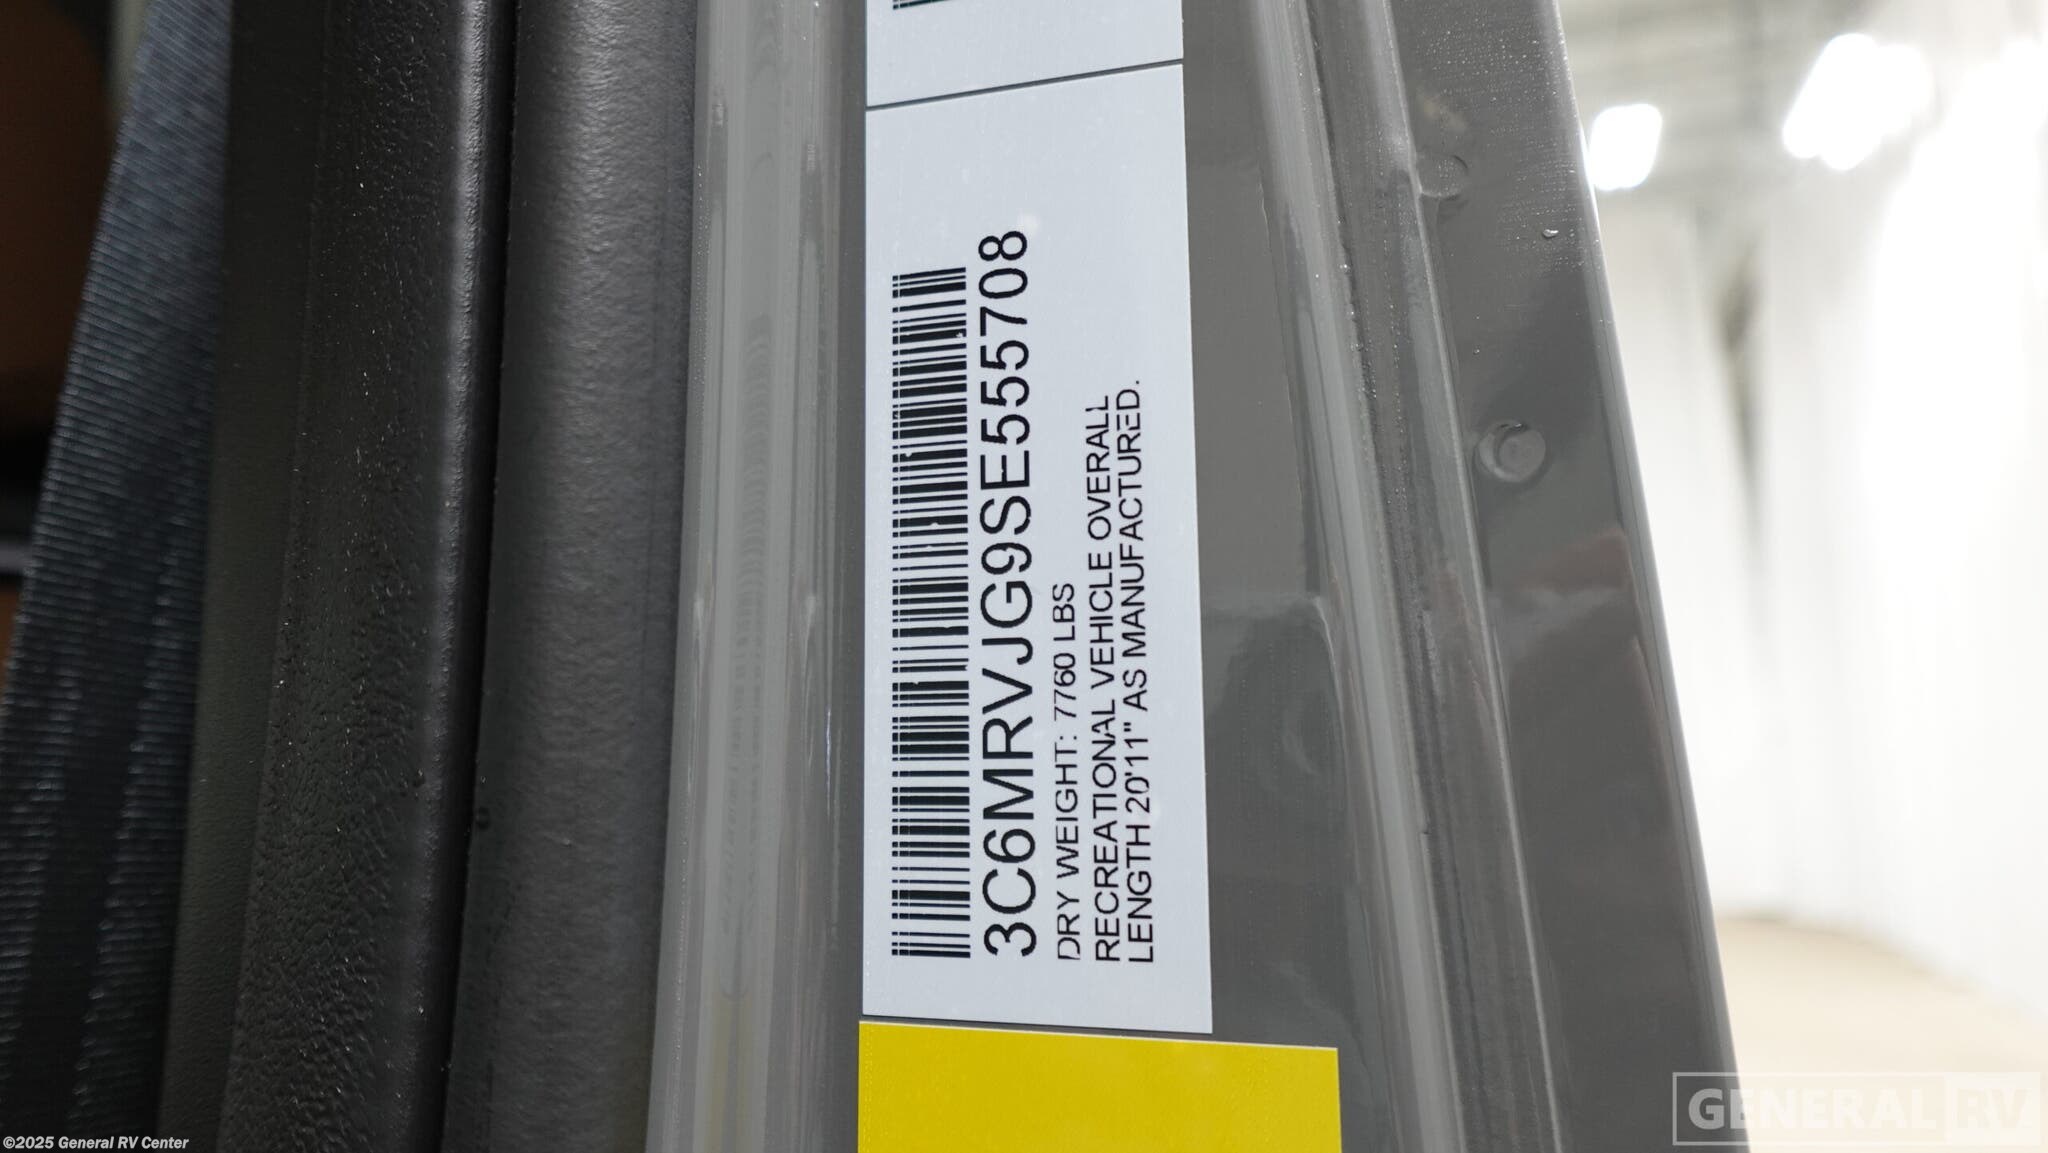 3C6MRVJG9SE555708
DRY WEIGHT: 7760 LBS
RECREATIONAL VEHICLE OVERALL
LENGTH 20'11" AS MANUFACTURED.
GENERAL RV
©2025 General RV Center